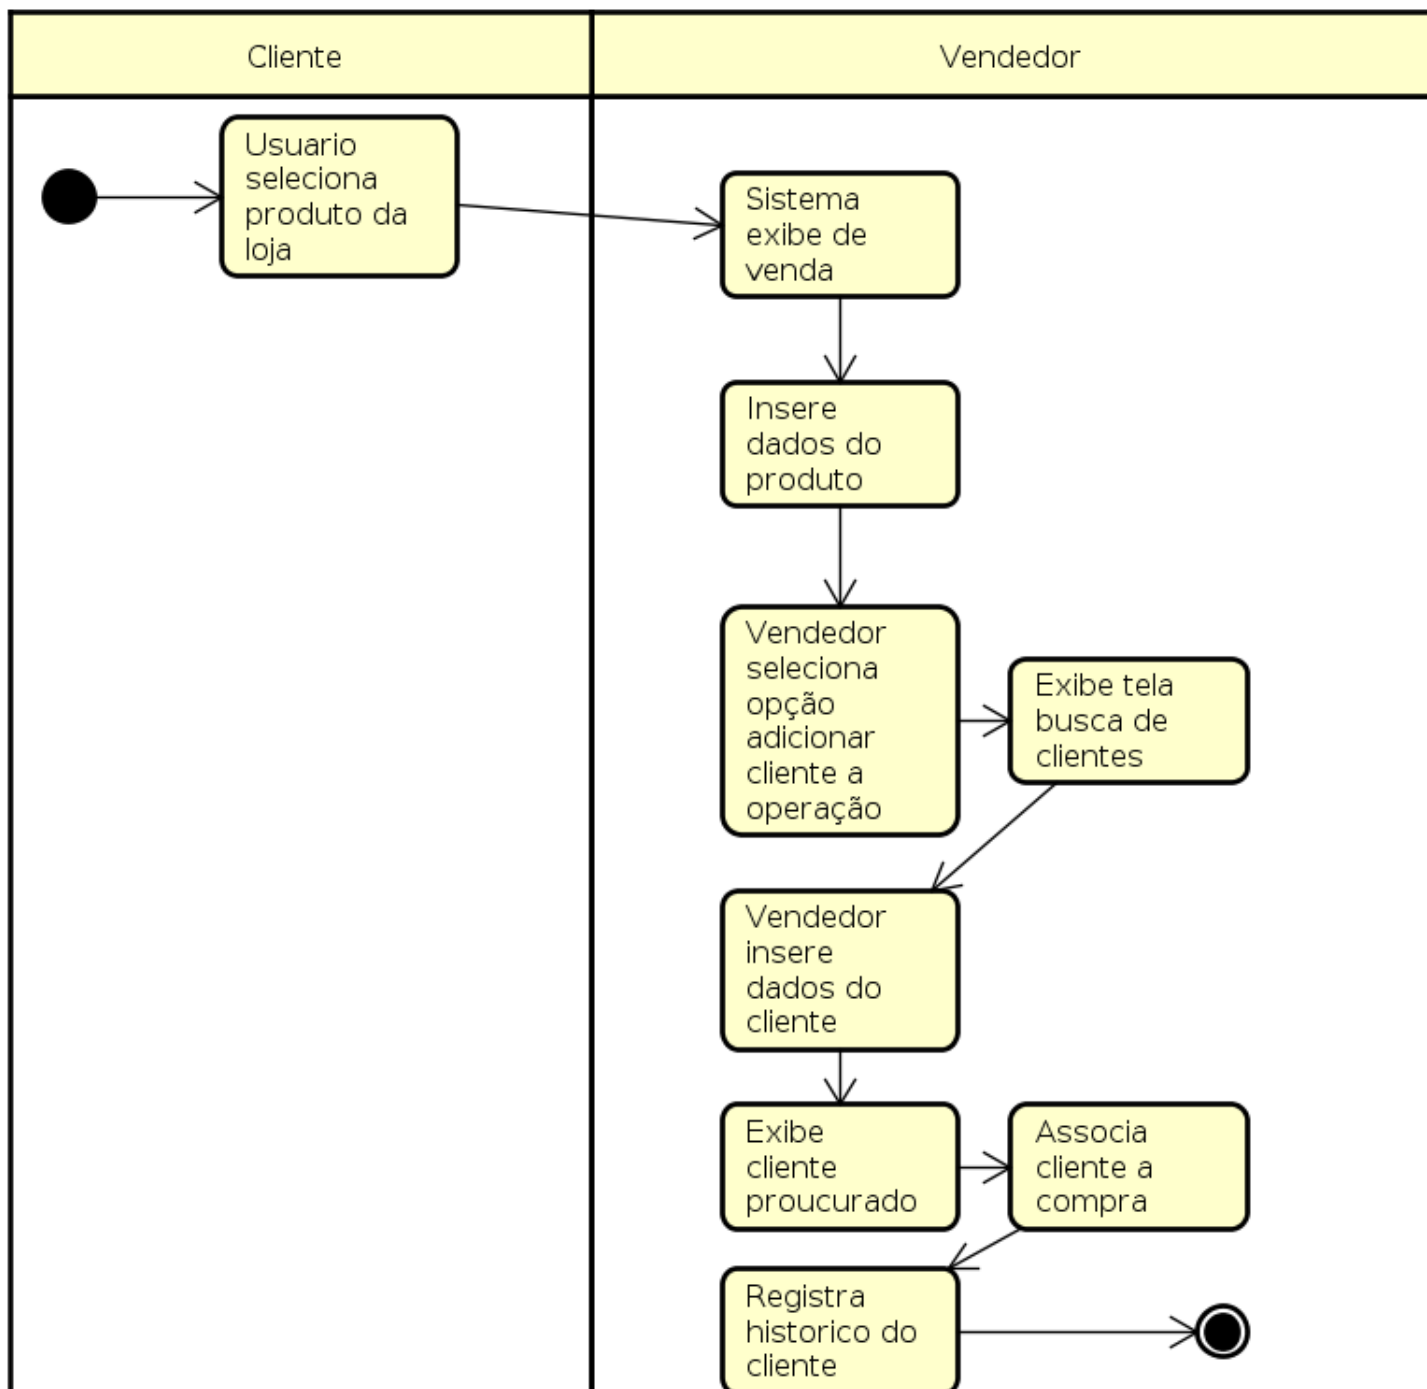 Cliente
Vendedor
Usuario
seleciona
produto da
loja
Sistema
exibe de
venda
Insere
dados do
produto
Vendedor
seleciona
opção
adicionar
cliente a
operação
Exibe tela
busca de
clientes
Vendedor
insere
dados do
cliente
Exibe
cliente
proucurado
Associa
cliente a
compra
Registra
historico do
cliente